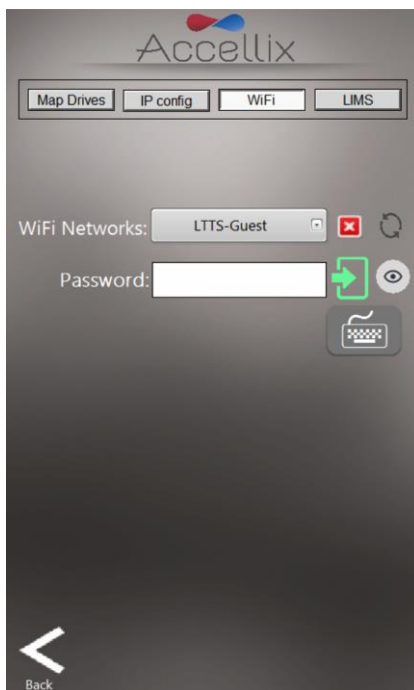 Accellix
Map Drives IP config WiFi LIMS
WiFi Networks: LTTS-Guest
Password:
Back